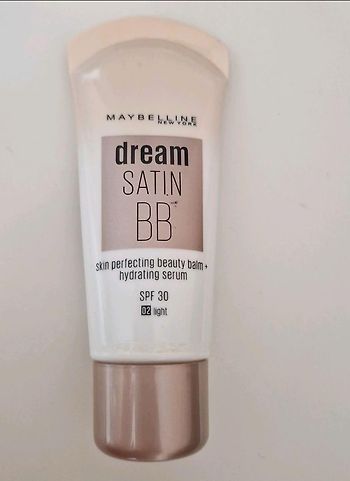 MAYBELLINE
NEW YORK
dream
SATIN
BB
skin perfecting beauty balm +
hydrating serum
SPF 30
02 light